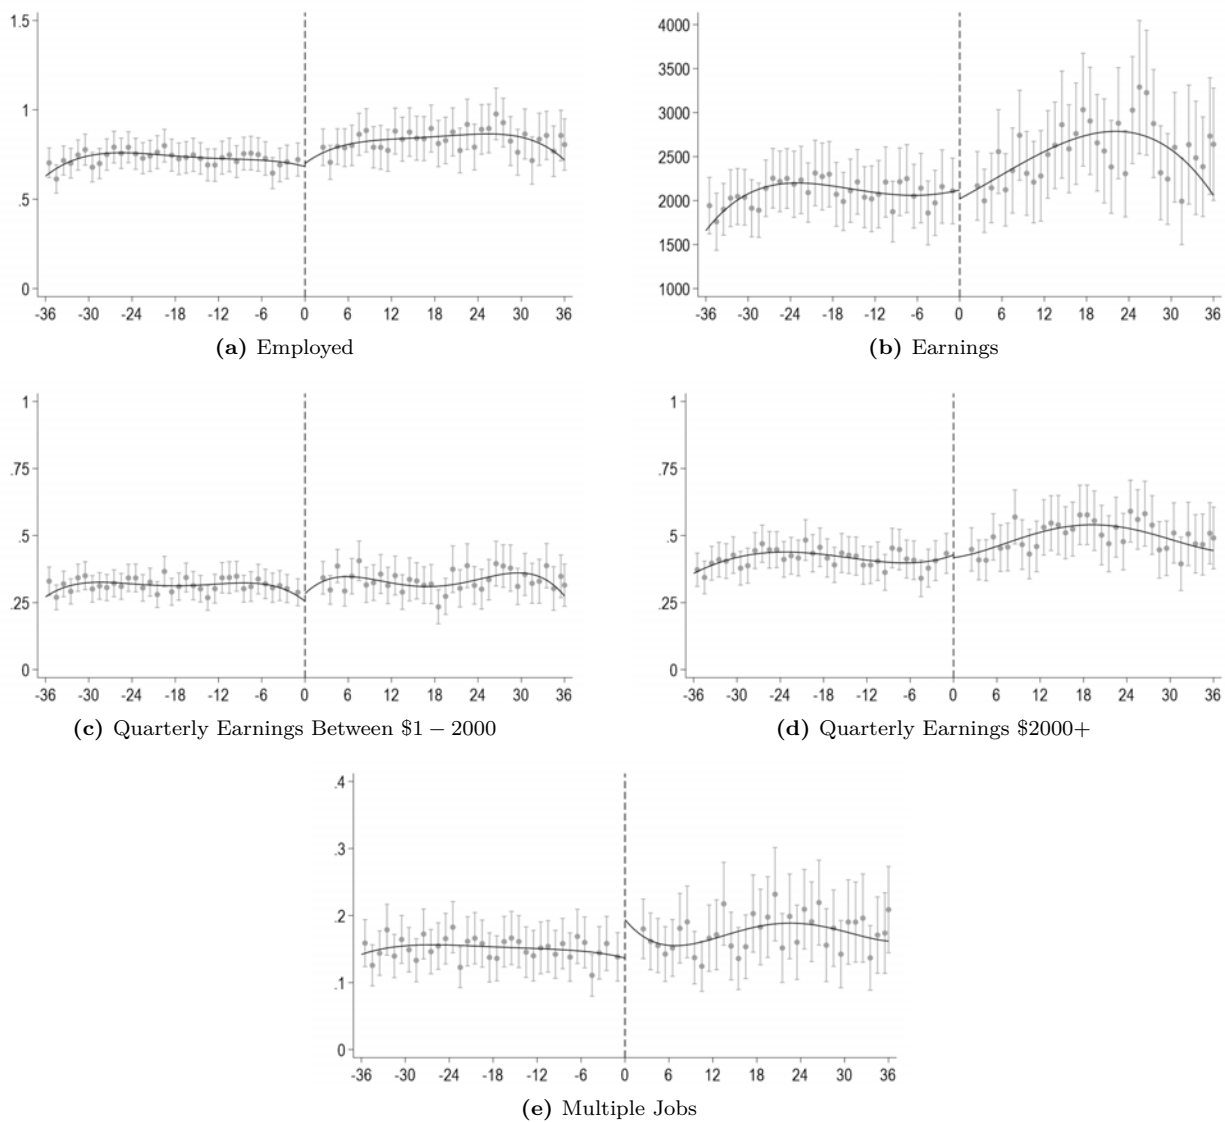 1.5
1
.5
0
-36 -30 -24 -18 -12 -6 0 6 12 18 24 30 36
(a) Employed
4000
3500
3000
2500
2000
1500
1000
-36 -30 -24 -18 -12 -6 0 6 12 18 24 30 36
(b) Earnings
1
.75
.5
.25
0
-36 -30 -24 -18 -12 -6 0 6 12 18 24 30 36
(c) Quarterly Earnings Between $1 – 2000
1
.75
.5
.25
0
-36 -30 -24 -18 -12 -6 0 6 12 18 24 30 36
(d) Quarterly Earnings $2000+
.4
.3
.2
.1
0
-36 -30 -24 -18 -12 -6 0 6 12 18 24 30 36
(e) Multiple Jobs